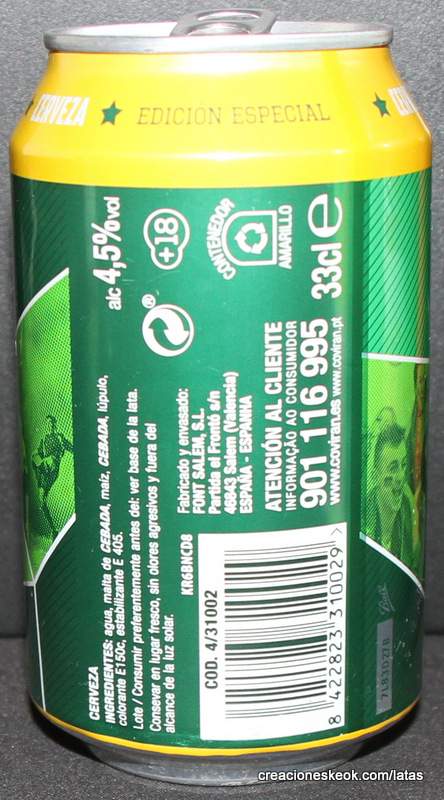 CERVEZA ★ EDICIÓN ESPECIAL ★ CERV
CERVEZA
INGREDIENTES: agua, malta de CEBADA, maíz, CEBADA, lúpulo,
colorante E150c, estabilizante E 405.
Lote / Consumir preferentemente antes del: ver base de la lata.
Consevar en lugar fresco, sin olores agresivos y fuera del
alcance de la luz solar.
alc 4,5% vol
+18
CONTENEDOR
AMARILLO
®
KR6BNCD8
Fabricado y envasado:
FONT SALEM, S.L.
Partida el Frontó s/n
46843 Salem (Valencia)
ESPAÑA - ESPANHA
ATENCIÓN AL CLIENTE
INFORMAÇÃO AO CONSUMIDOR
901 116 995
www.coviran.es www.coviran.pt
33cl e
COD. 4/31002
8 422823 310029 >
Ball
7L83D27B
creacioneskeok.com/latas